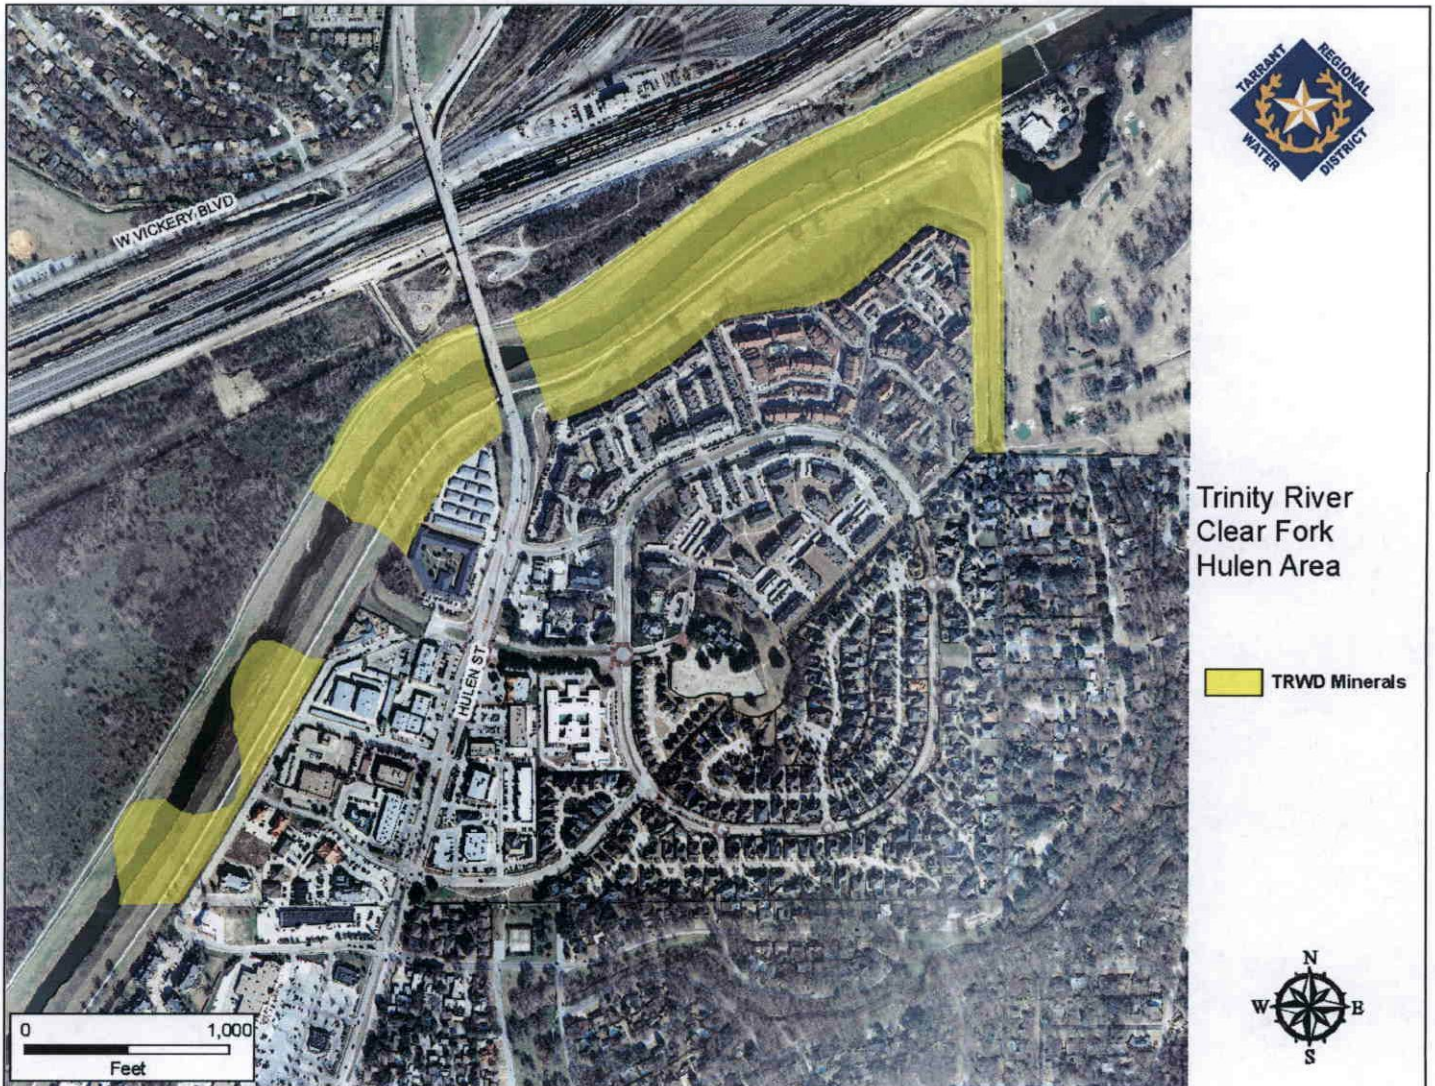 TARRANT REGIONAL
WATER DISTRICT
W VICKERY BLVD
Trinity River
Clear Fork
Hulen Area
TRWD Minerals
HULEN ST
N
W E
S
0 1,000
Feet